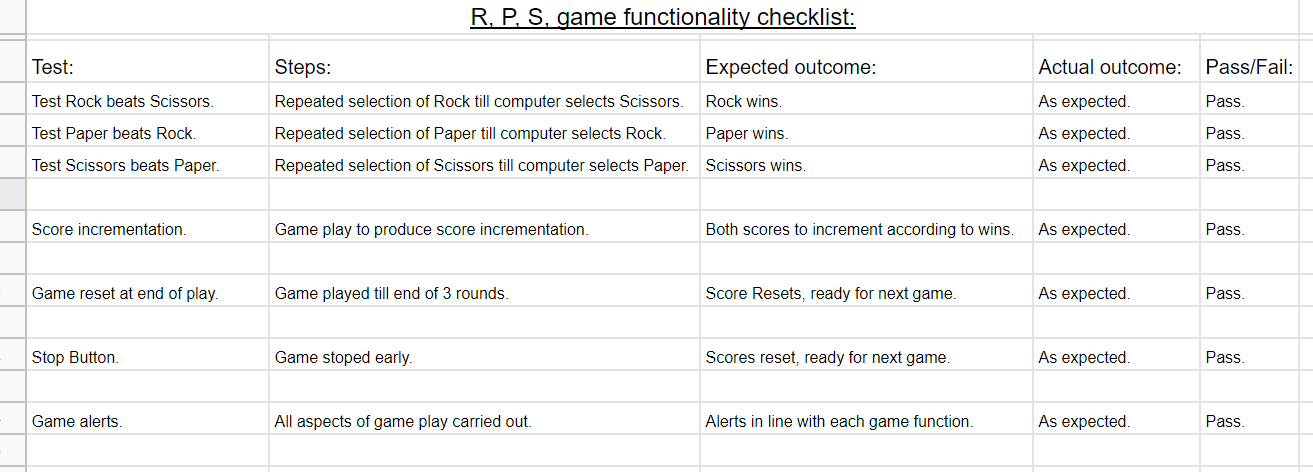 R, P, S, game functionality checklist:
Test: Steps: Expected outcome: Actual outcome: Pass/Fail:
Test Rock beats Scissors. Repeated selection of Rock till computer selects Scissors. Rock wins. As expected. Pass.
Test Paper beats Rock. Repeated selection of Paper till computer selects Rock. Paper wins. As expected. Pass.
Test Scissors beats Paper. Repeated selection of Scissors till computer selects Paper. Scissors wins. As expected. Pass.
Score incrementation. Game play to produce score incrementation. Both scores to increment according to wins. As expected. Pass.
Game reset at end of play. Game played till end of 3 rounds. Score Resets, ready for next game. As expected. Pass.
Stop Button. Game stoped early. Scores reset, ready for next game. As expected. Pass.
Game alerts. All aspects of game play carried out. Alerts in line with each game function. As expected. Pass.